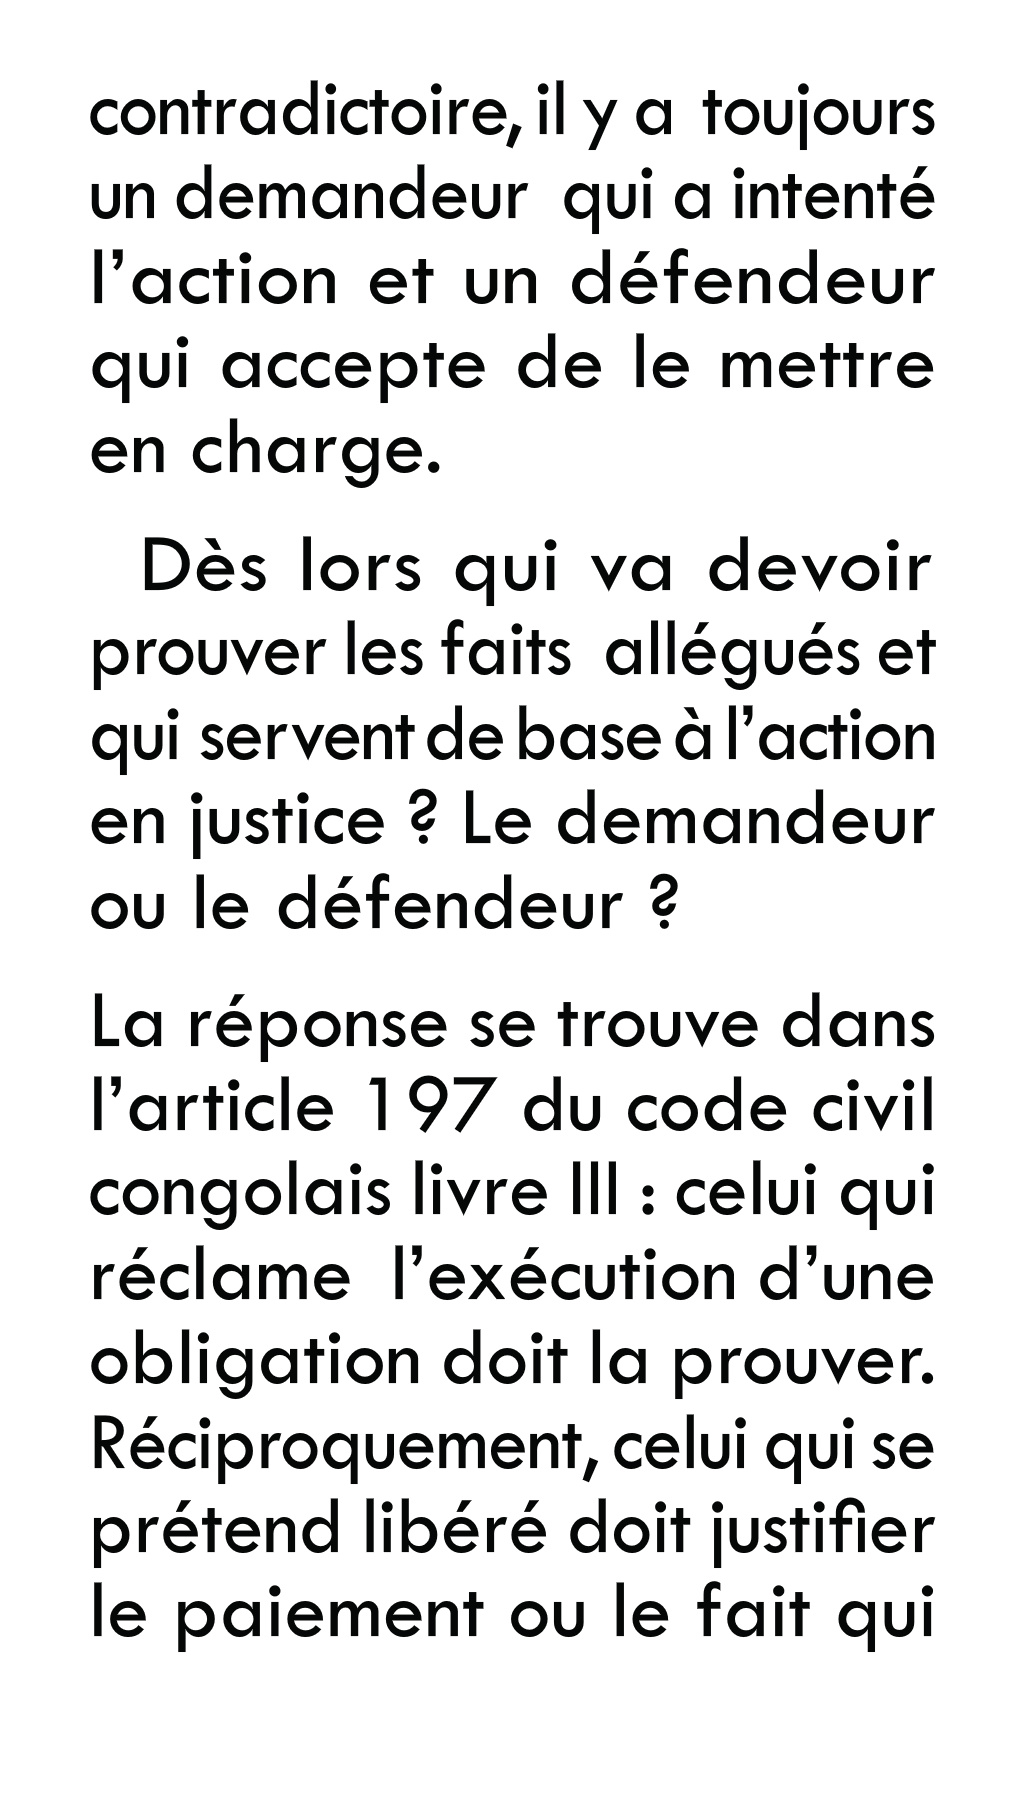 contradictoire, il y a toujours
un demandeur qui a intenté
l’action et un défendeur
qui accepte de le mettre
en charge.
Dès lors qui va devoir
prouver les faits allégués et
qui servent de base à l’action
en justice ? Le demandeur
ou le défendeur ?
La réponse se trouve dans
l’article 197 du code civil
congolais livre III : celui qui
réclame l’exécution d’une
obligation doit la prouver.
Réciproquement, celui qui se
prétend libéré doit justifier
le paiement ou le fait qui